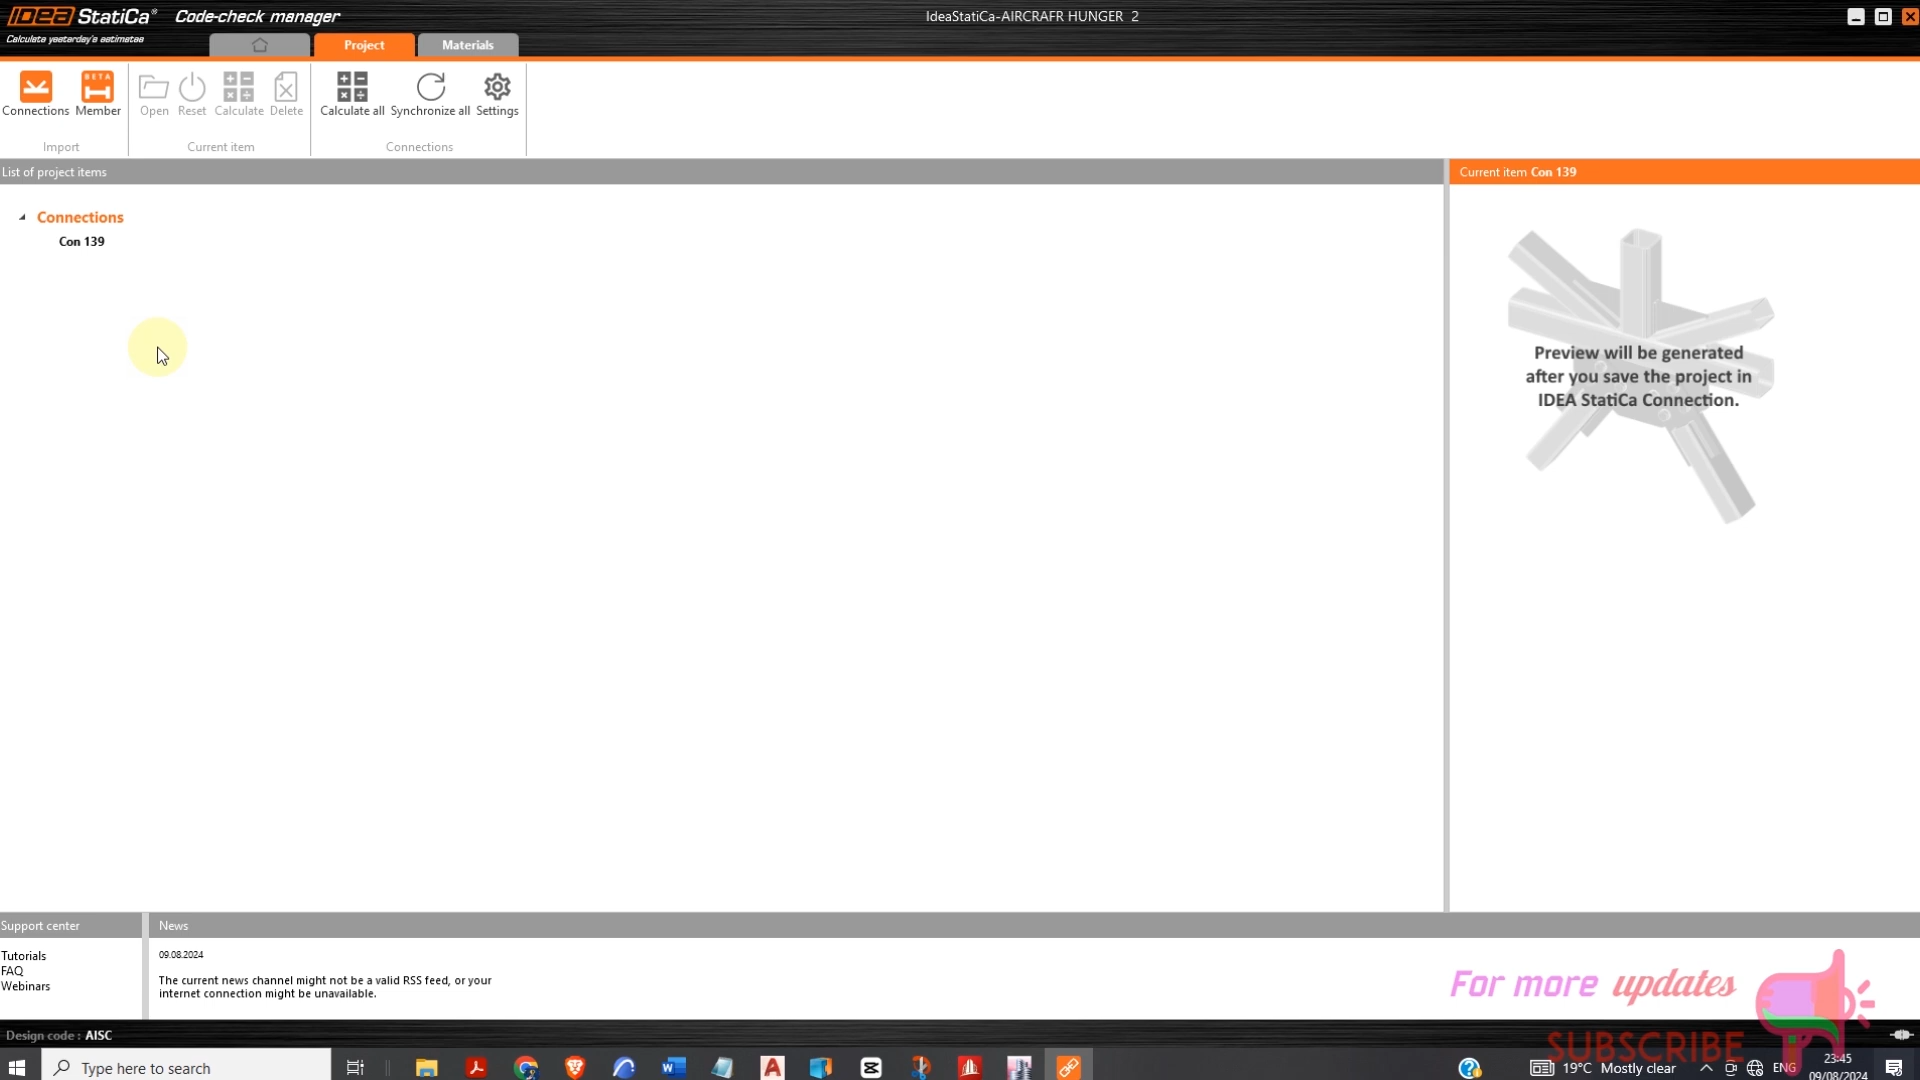 IDEA StatiCa® Code-check manager
Calculate yesterday's estimates
IdeaStatiCa-AIRCRAFR HUNGER 2
Project
Materials
Connections
BETA
Member
Open
Reset
Calculate
Delete
Calculate all
Synchronize all
Settings
Import
Current item
Connections
List of project items
Current item Con 139
Connections
Con 139
Preview will be generated
after you save the project in
IDEA StatiCa Connection.
Support center
News
Tutorials
FAQ
Webinars
09.08.2024
The current news channel might not be a valid RSS feed, or your
internet connection might be unavailable.
For more updates
SUBSCRIBE
Design code : AISC
Type here to search
19°C Mostly clear
ENG
23:45
09/08/2024